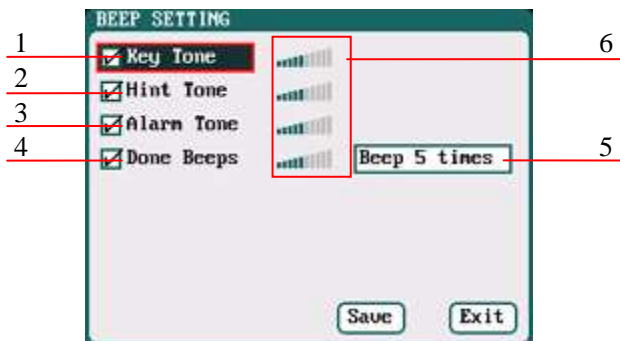 BEEP SETTING
1 Key Tone 6
2 Hint Tone
3 Alarm Tone
4 Done Beeps Beep 5 times 5
Save Exit